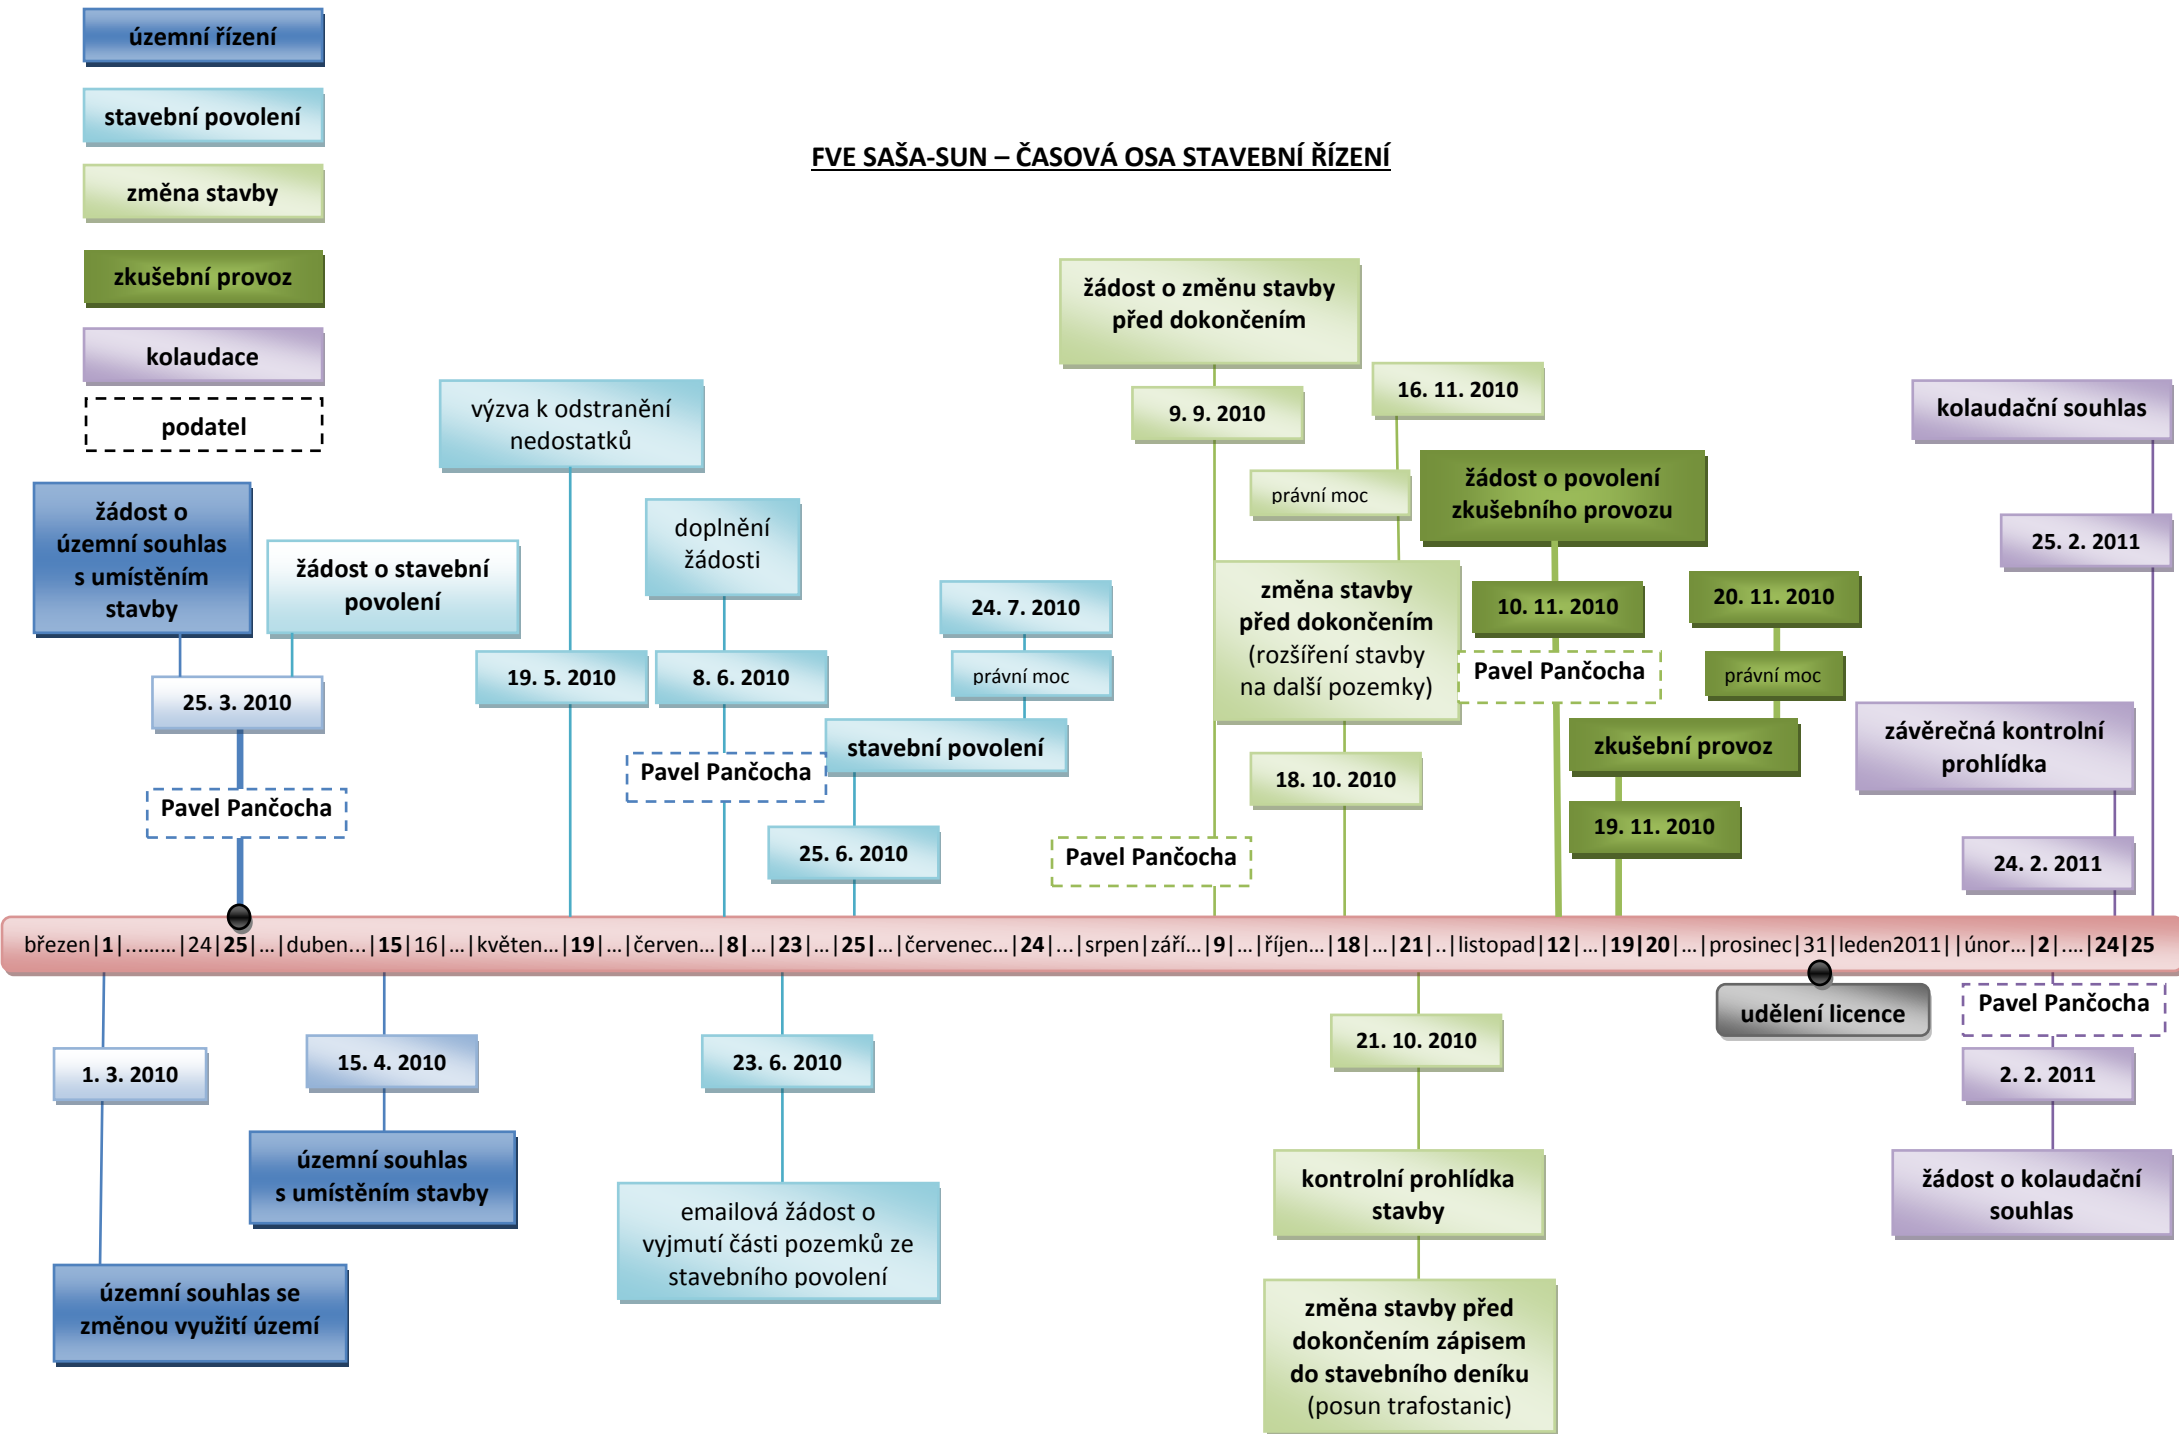 územní řízení
stavební povolení
změna stavby
zkušební provoz
kolaudace
podatel
FVE SAŠA-SUN – ČASOVÁ OSA STAVEBNÍ ŘÍZENÍ
žádost o
územní souhlas
s umístěním
stavby
žádost o stavební
povolení
25. 3. 2010
Pavel Pančocha
výzva k odstranění
nedostatků
19. 5. 2010
doplnění
žádosti
8. 6. 2010
Pavel Pančocha
24. 7. 2010
právní moc
stavební povolení
25. 6. 2010
žádost o změnu stavby
před dokončením
9. 9. 2010
Pavel Pančocha
16. 11. 2010
právní moc
změna stavby
před dokončením
(rozšíření stavby
na další pozemky)
18. 10. 2010
žádost o povolení
zkušebního provozu
10. 11. 2010
Pavel Pančocha
20. 11. 2010
právní moc
zkušební provoz
19. 11. 2010
kolaudační souhlas
25. 2. 2011
závěrečná kontrolní
prohlídka
24. 2. 2011
březen|1|.........|24|25|...|duben...|15|16|...|květen...|19|...|červen...|8|...|23|...|25|...|červenec...|24|...|srpen|září...|9|...|říjen...|18|...|21|..|listopad|12|...|19|20|...|prosinec|31|leden2011||únor...|2|....|24|25
1. 3. 2010
územní souhlas se
změnou využití území
15. 4. 2010
územní souhlas
s umístěním stavby
23. 6. 2010
emailová žádost o
vyjmutí části pozemků ze
stavebního povolení
21. 10. 2010
kontrolní prohlídka
stavby
změna stavby před
dokončením zápisem
do stavebního deníku
(posun trafostanic)
udělení licence
Pavel Pančocha
2. 2. 2011
žádost o kolaudační
souhlas